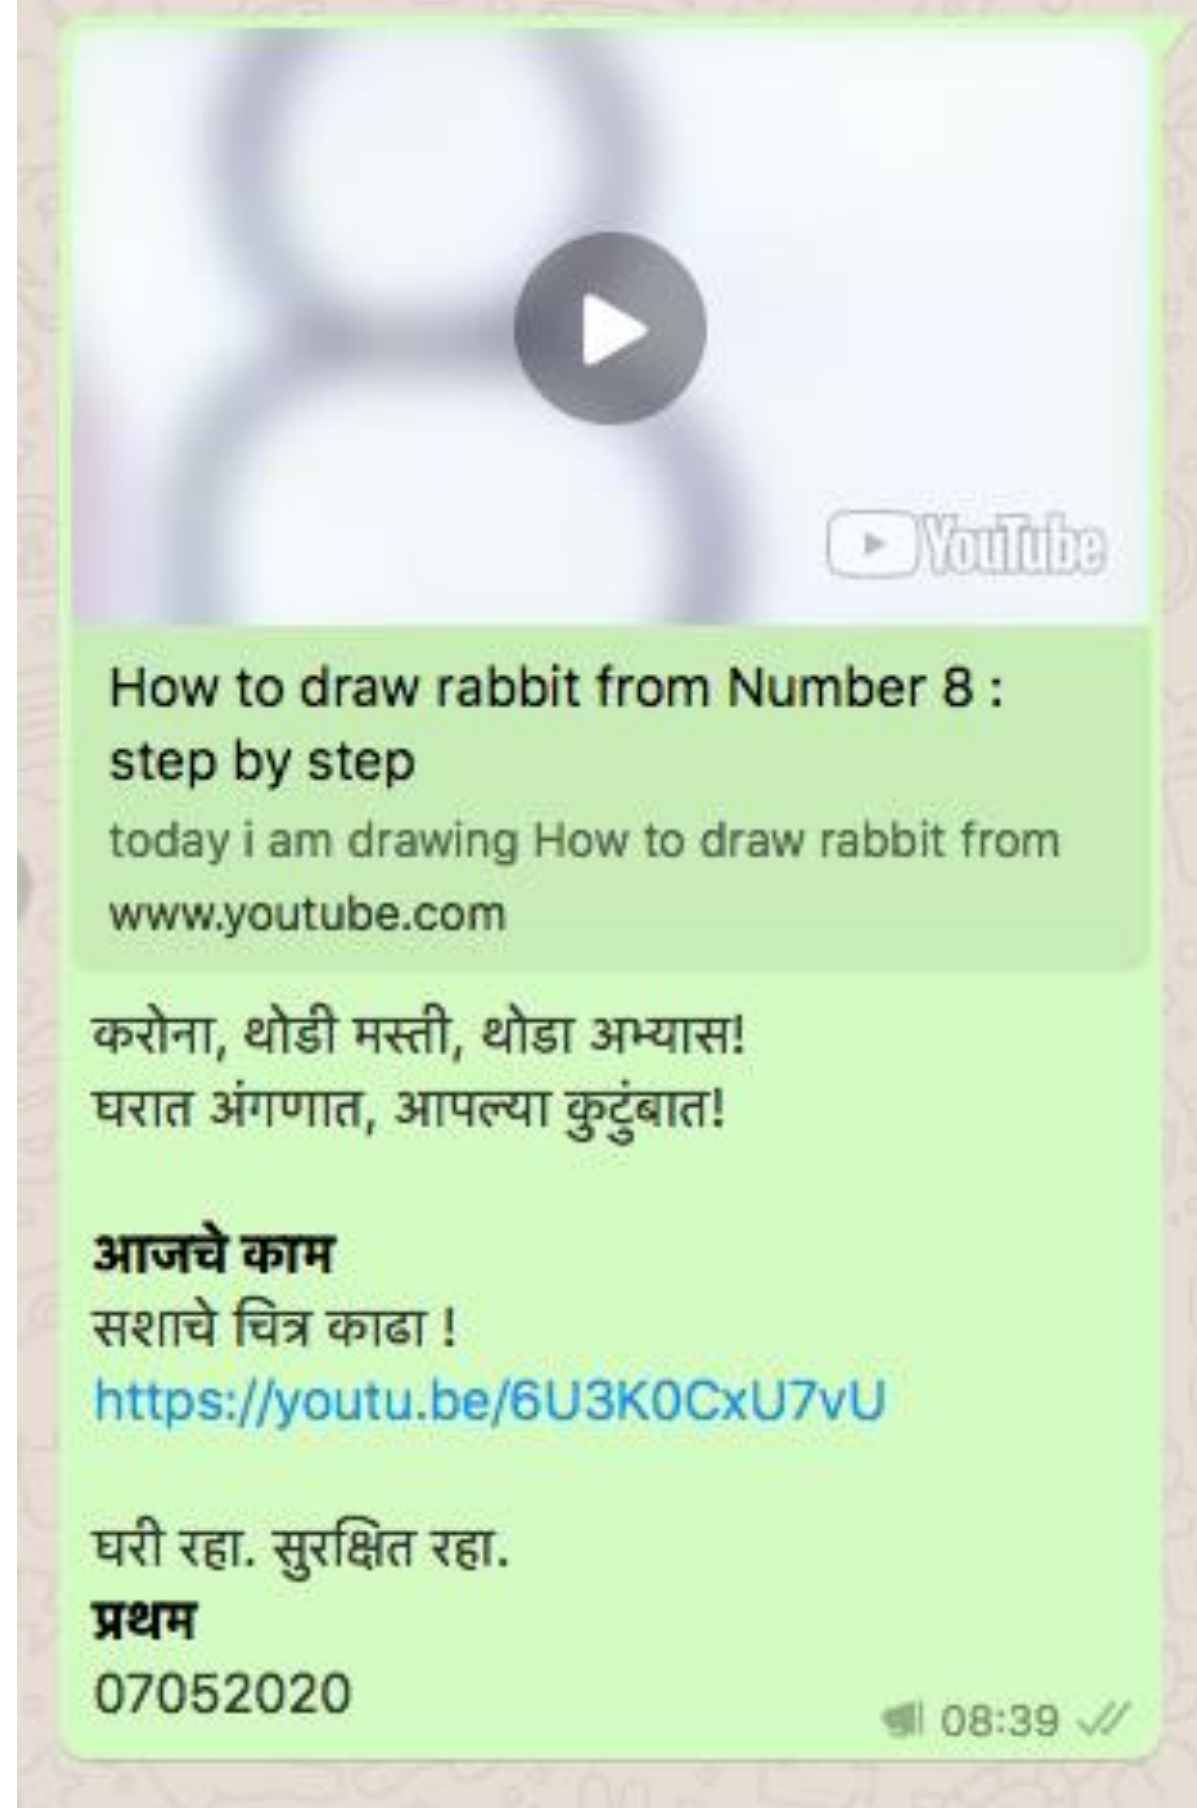 YouTube
How to draw rabbit from Number 8 :
step by step
today i am drawing How to draw rabbit from
www.youtube.com
करोना, थोडी मस्ती, थोडा अभ्यास!
घरात अंगणात, आपल्या कुटुंबात!
आजचे काम
सशाचे चित्र काढा !
https://youtu.be/6U3K0CxU7vU
घरी रहा. सुरक्षित रहा.
प्रथम
07052020
08:39